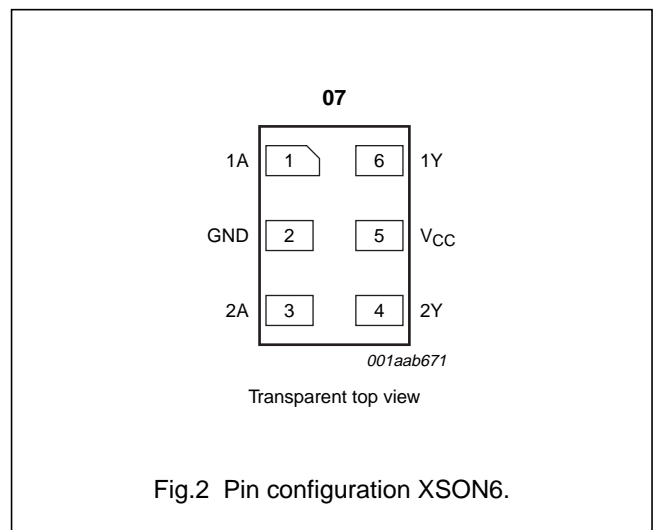 07
1A 1 6 1Y
GND 2 5 VCC
2A 3 4 2Y
001aab671
Transparent top view
Fig.2 Pin configuration XSON6.